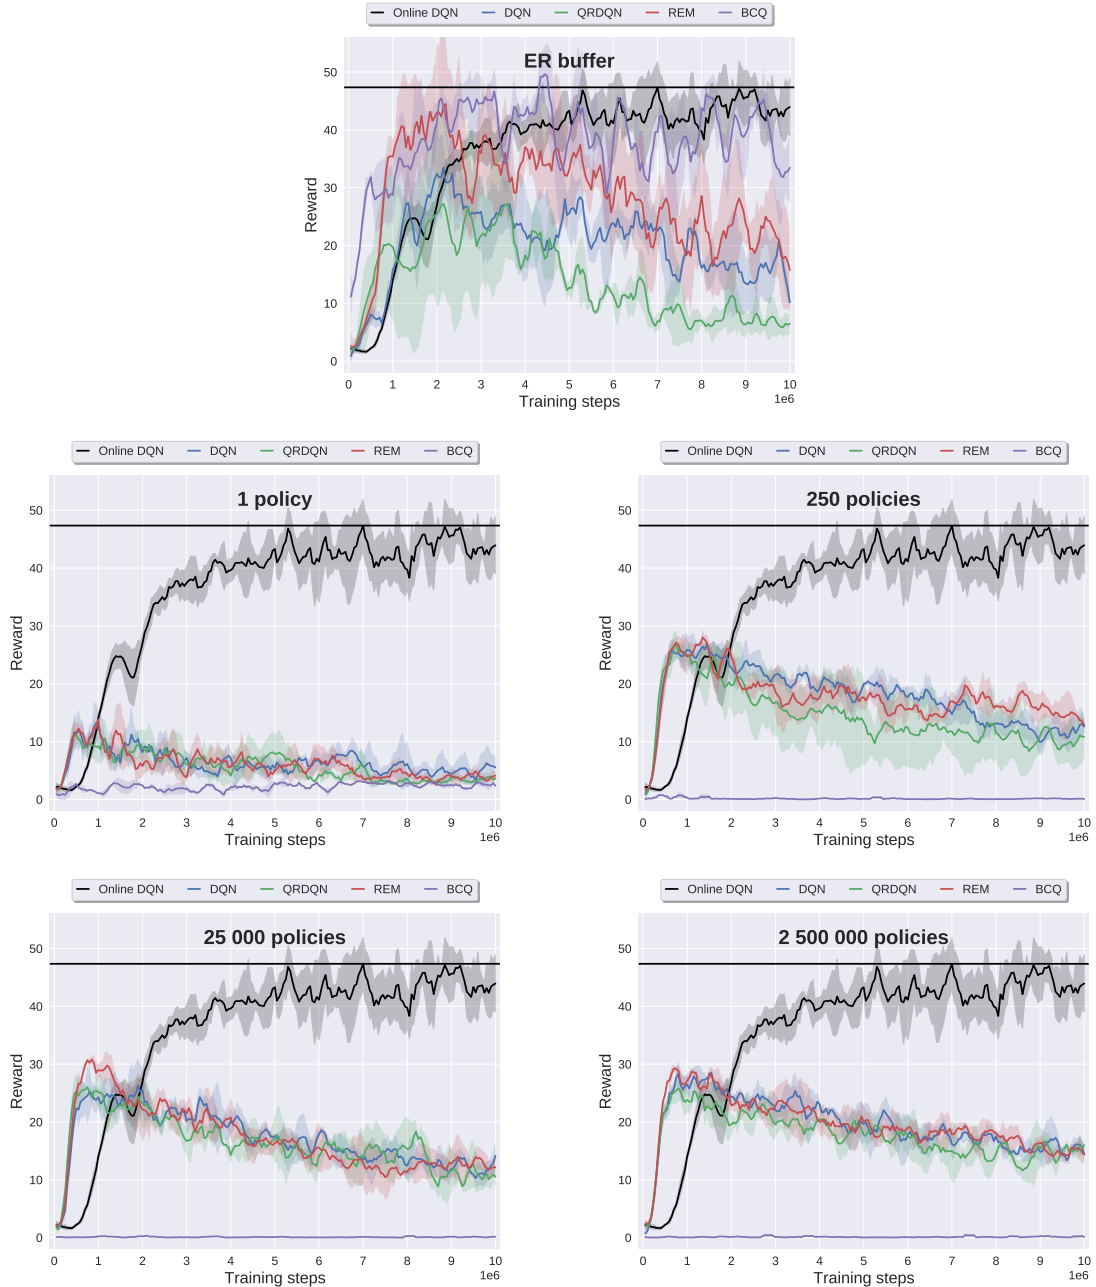 Online DQN DQN QRDQN REM BCQ
ER buffer
50
40
30
20
10
0
Reward
0 1 2 3 4 5 6 7 8 9 10
1e6
Training steps
Online DQN DQN QRDQN REM BCQ
1 policy
50
40
30
20
10
0
Reward
0 1 2 3 4 5 6 7 8 9 10
1e6
Training steps
Online DQN DQN QRDQN REM BCQ
250 policies
50
40
30
20
10
0
Reward
0 1 2 3 4 5 6 7 8 9 10
1e6
Training steps
Online DQN DQN QRDQN REM BCQ
25 000 policies
50
40
30
20
10
0
Reward
0 1 2 3 4 5 6 7 8 9 10
1e6
Training steps
Online DQN DQN QRDQN REM BCQ
2 500 000 policies
50
40
30
20
10
0
Reward
0 1 2 3 4 5 6 7 8 9 10
1e6
Training steps